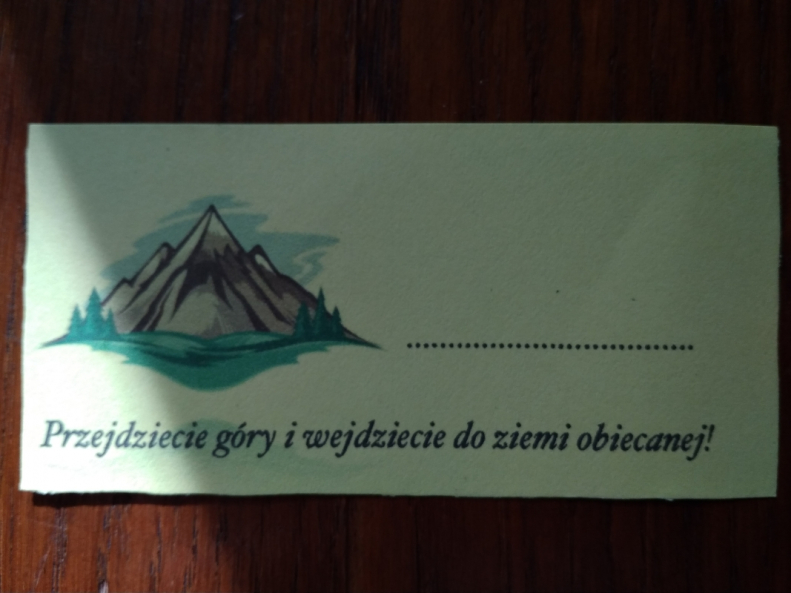 ........................................
Przejdziecie góry i wejdziecie do ziemi obiecanej!